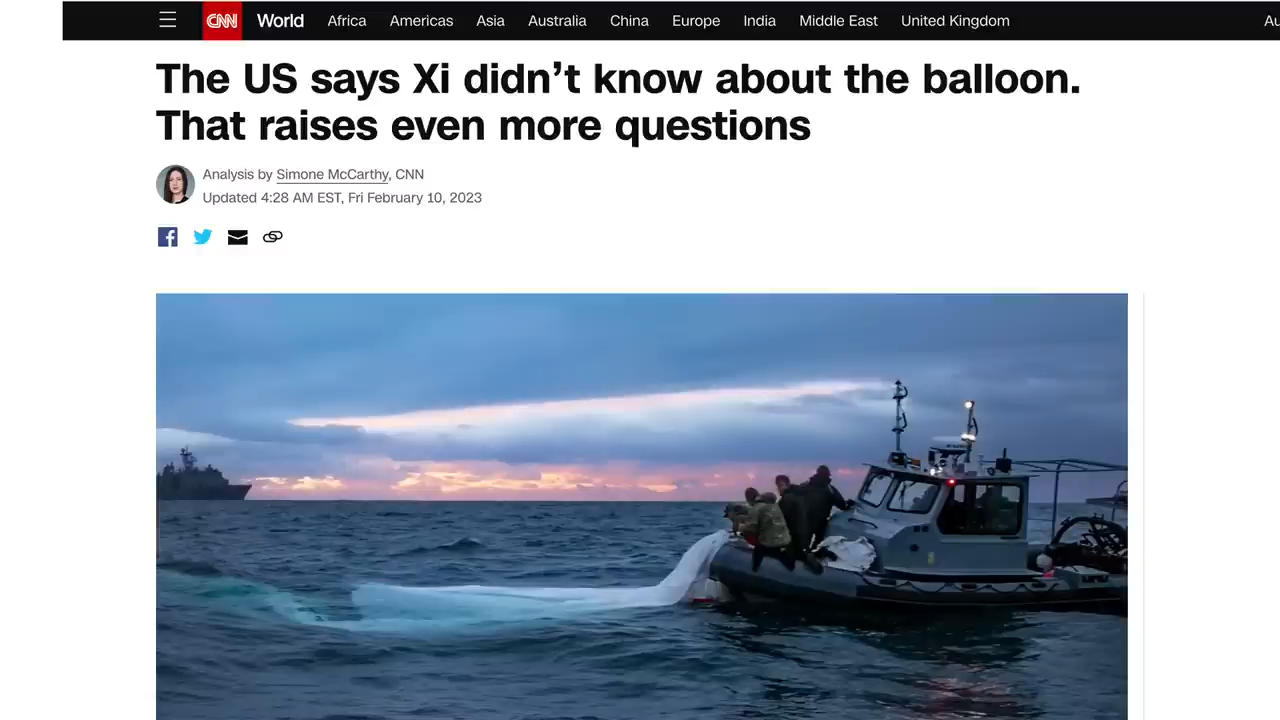 CNN World Africa Americas Asia Australia China Europe India Middle East United Kingdom Au
The US says Xi didn’t know about the balloon.
That raises even more questions
Analysis by Simone McCarthy, CNN
Updated 4:28 AM EST, Fri February 10, 2023